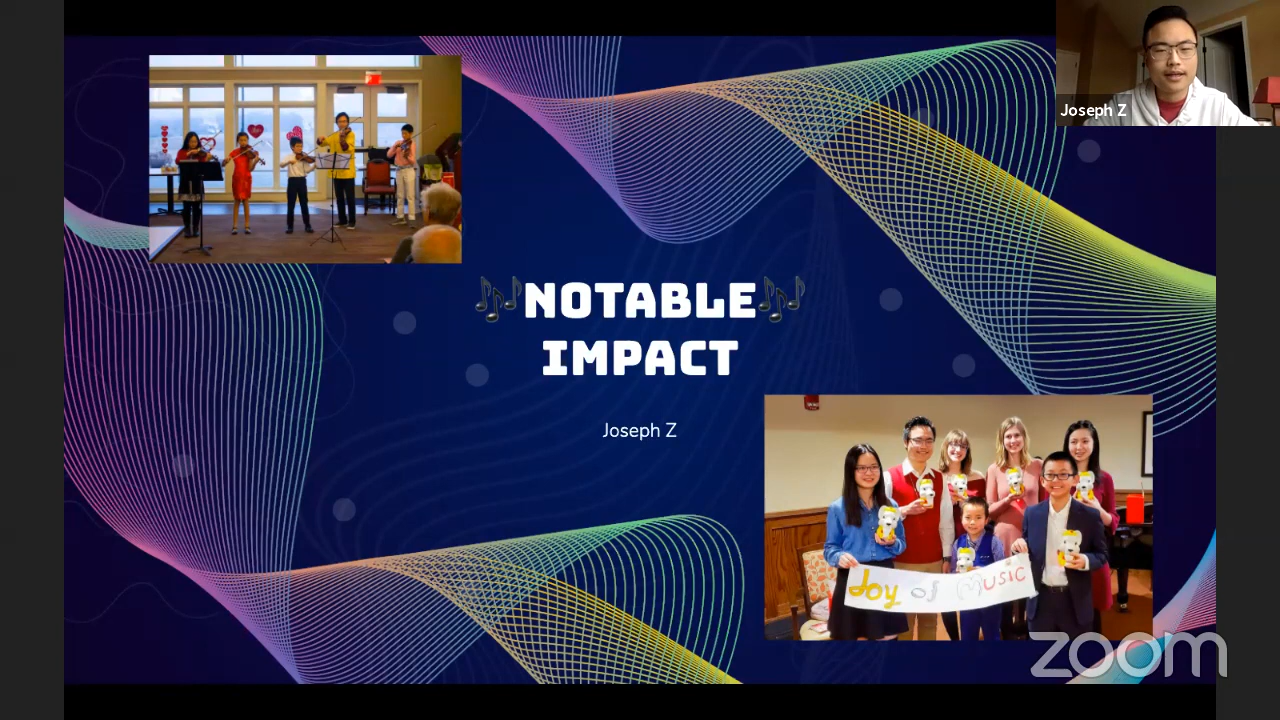 Joseph Z
🎶NOTABLE🎶
IMPACT
Joseph Z
Joy of Music
zoom